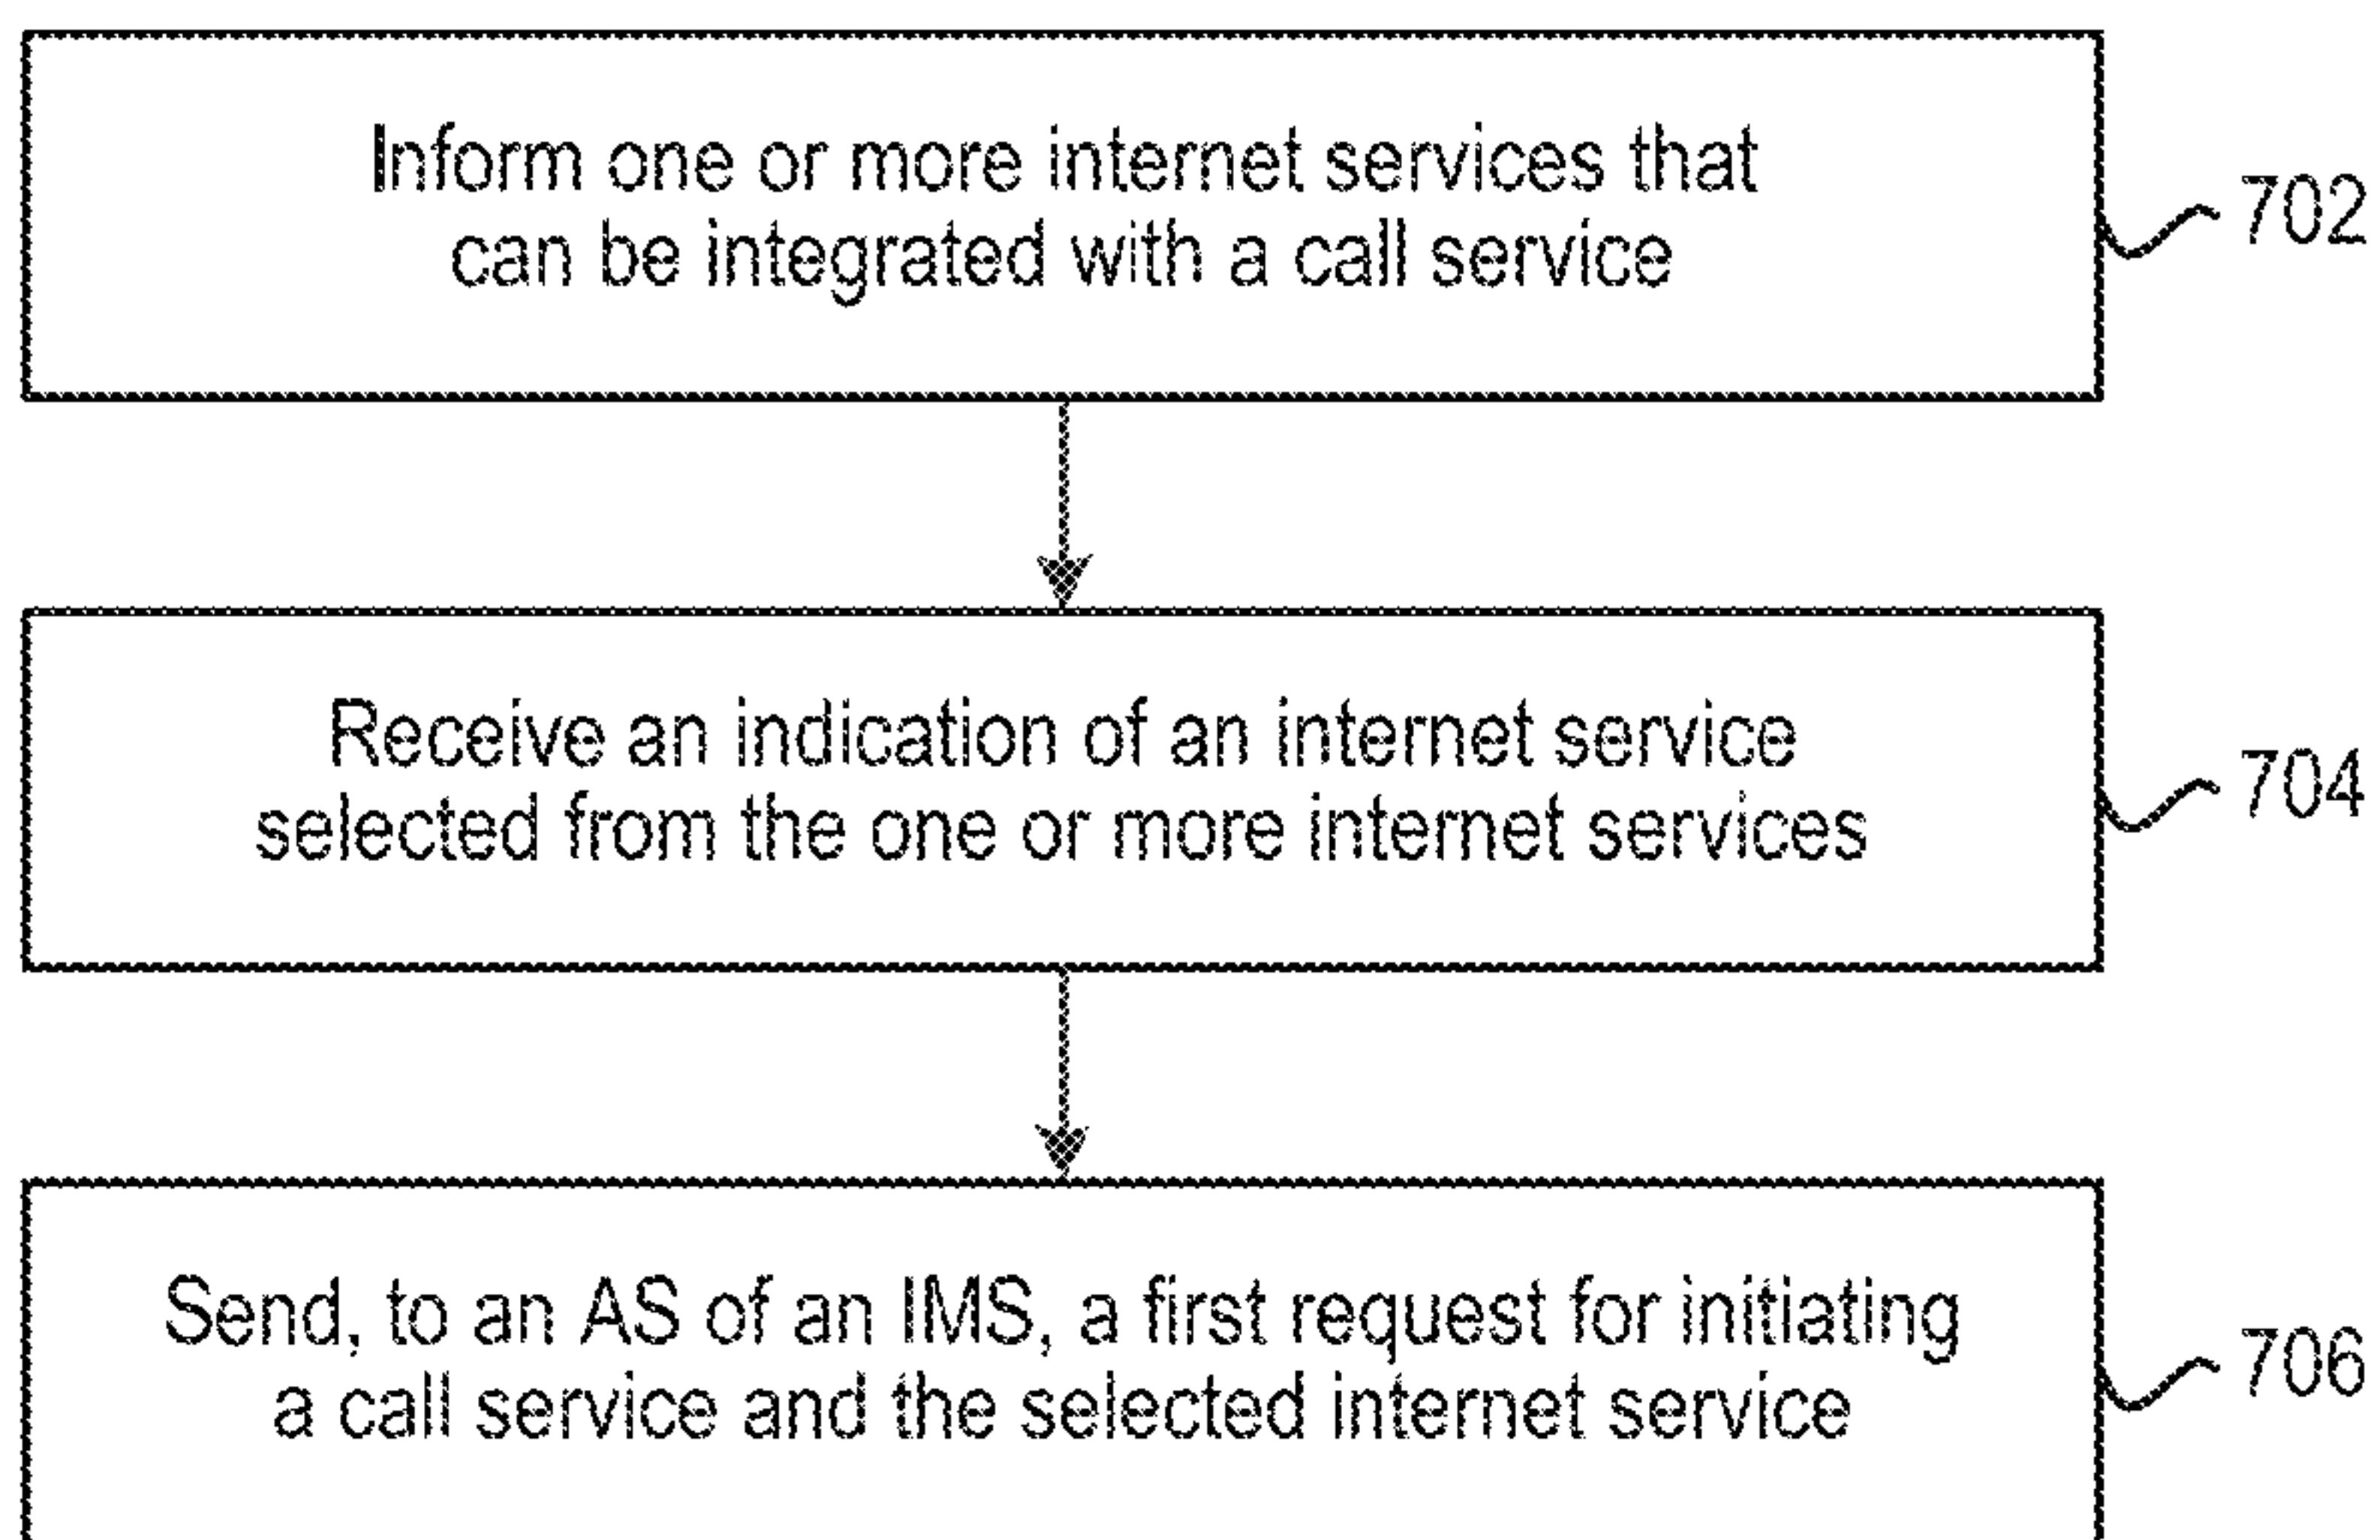 Inform one or more internet services that
can be integrated with a call service
702
Receive an indication of an internet service
selected from the one or more internet services
704
Send, to an AS of an IMS, a first request for initiating
a call service and the selected internet service
706